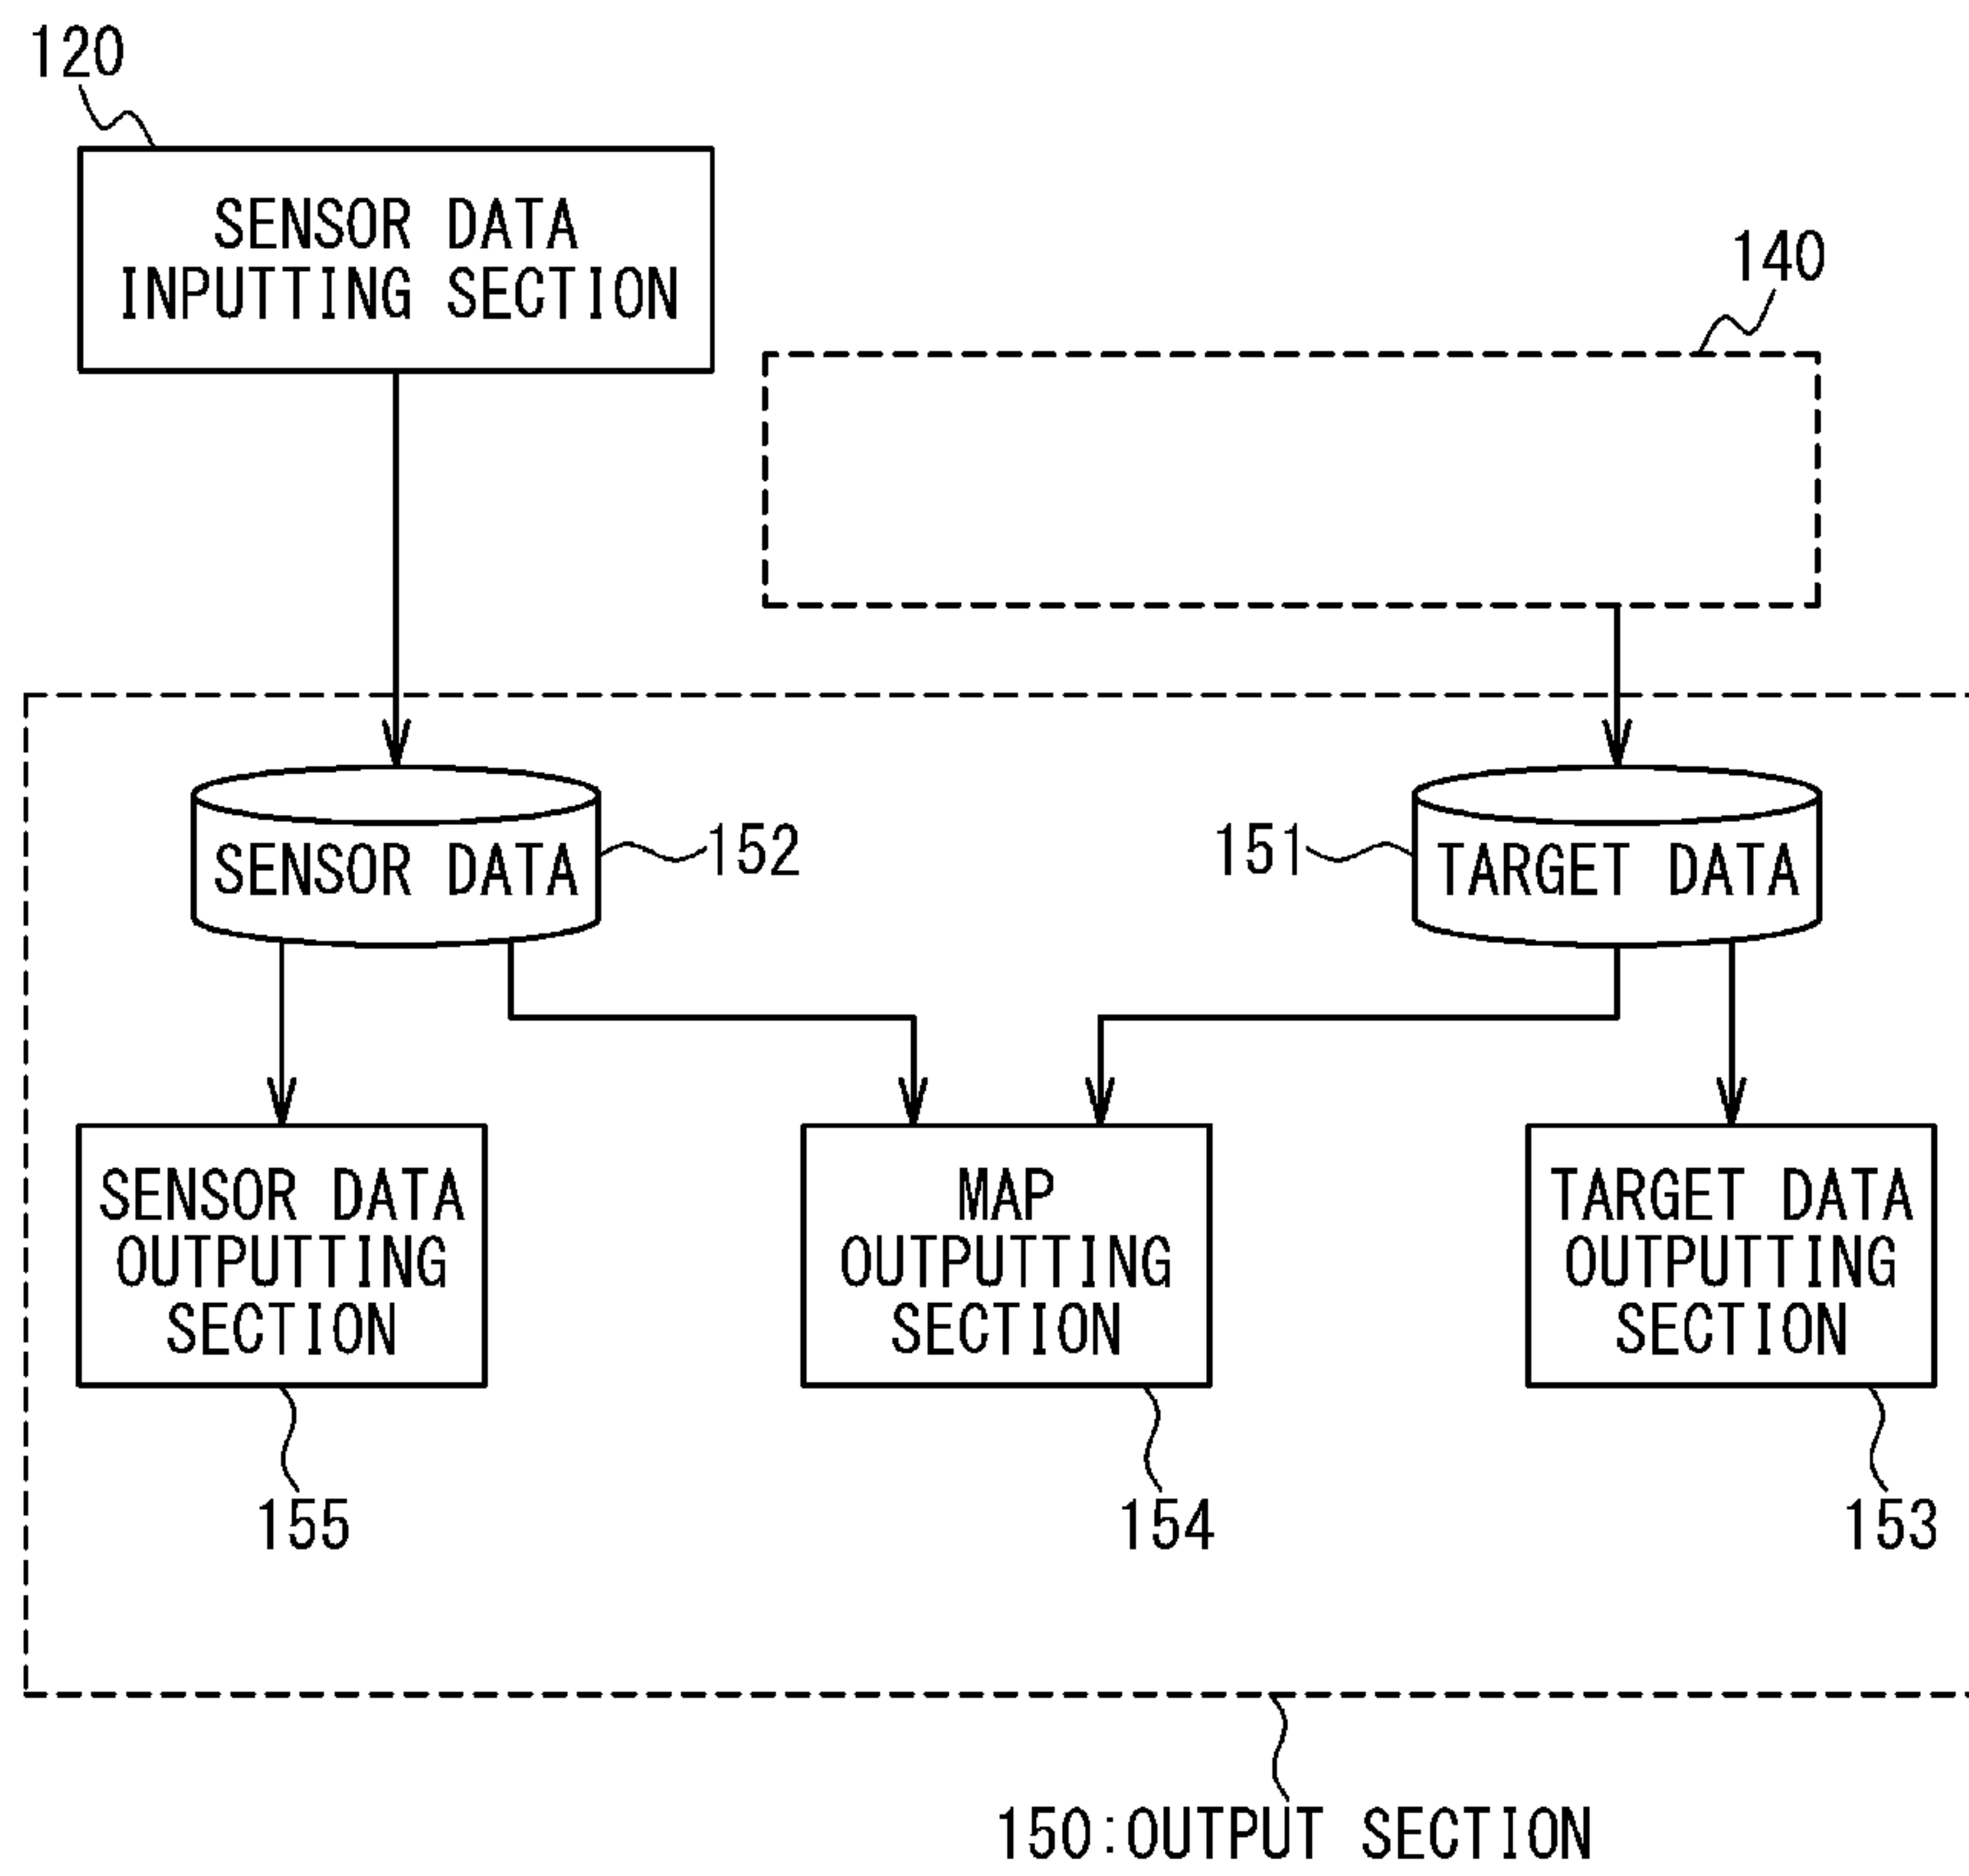 120
SENSOR DATA
INPUTTING SECTION
140
SENSOR DATA
152
151
TARGET DATA
SENSOR DATA
OUTPUTTING
SECTION
MAP
OUTPUTTING
SECTION
TARGET DATA
OUTPUTTING
SECTION
155
154
153
150:OUTPUT SECTION